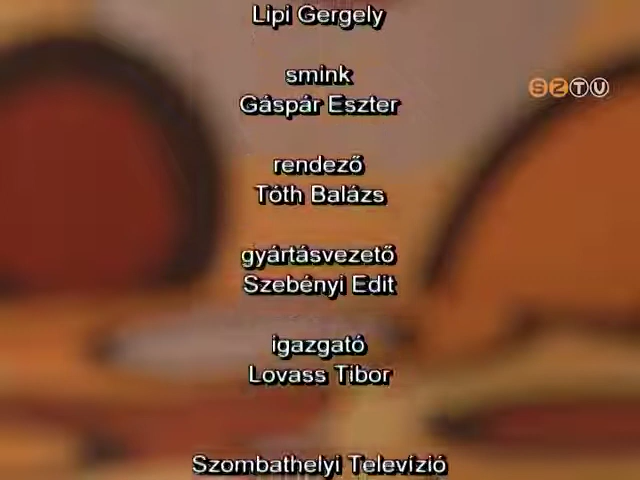 Lipi Gergely
smink
Gáspár Eszter
SZTV
rendező
Tóth Balázs
gyártásvezető
Szebényi Edit
igazgató
Lovass Tibor
Szombathelyi Televízió